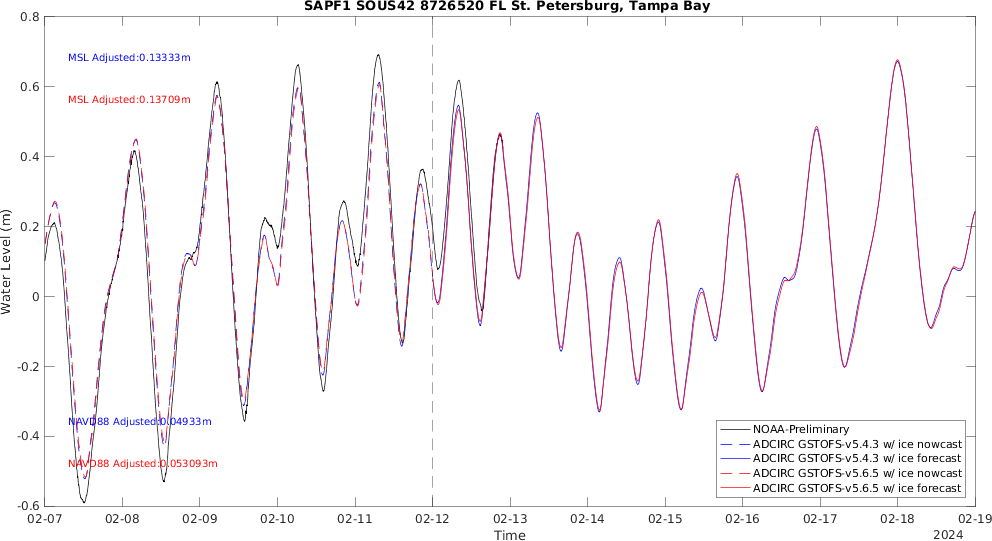 SAPF1 SOUS42 8726520 FL St. Petersburg, Tampa Bay
0.8
0.6
0.4
0.2
0
-0.2
-0.4
-0.6
Water Level (m)
MSL Adjusted:0.13333m
MSL Adjusted:0.13709m
NAVD88 Adjusted:0.04933m
NAVD88 Adjusted:0.053093m
NOAA-Preliminary
ADCIRC GSTOFS-v5.4.3 w/ ice nowcast
ADCIRC GSTOFS-v5.4.3 w/ ice forecast
ADCIRC GSTOFS-v5.6.5 w/ ice nowcast
ADCIRC GSTOFS-v5.6.5 w/ ice forecast
02-07 02-08 02-09 02-10 02-11 02-12 02-13 02-14 02-15 02-16 02-17 02-18 02-19
Time
2024